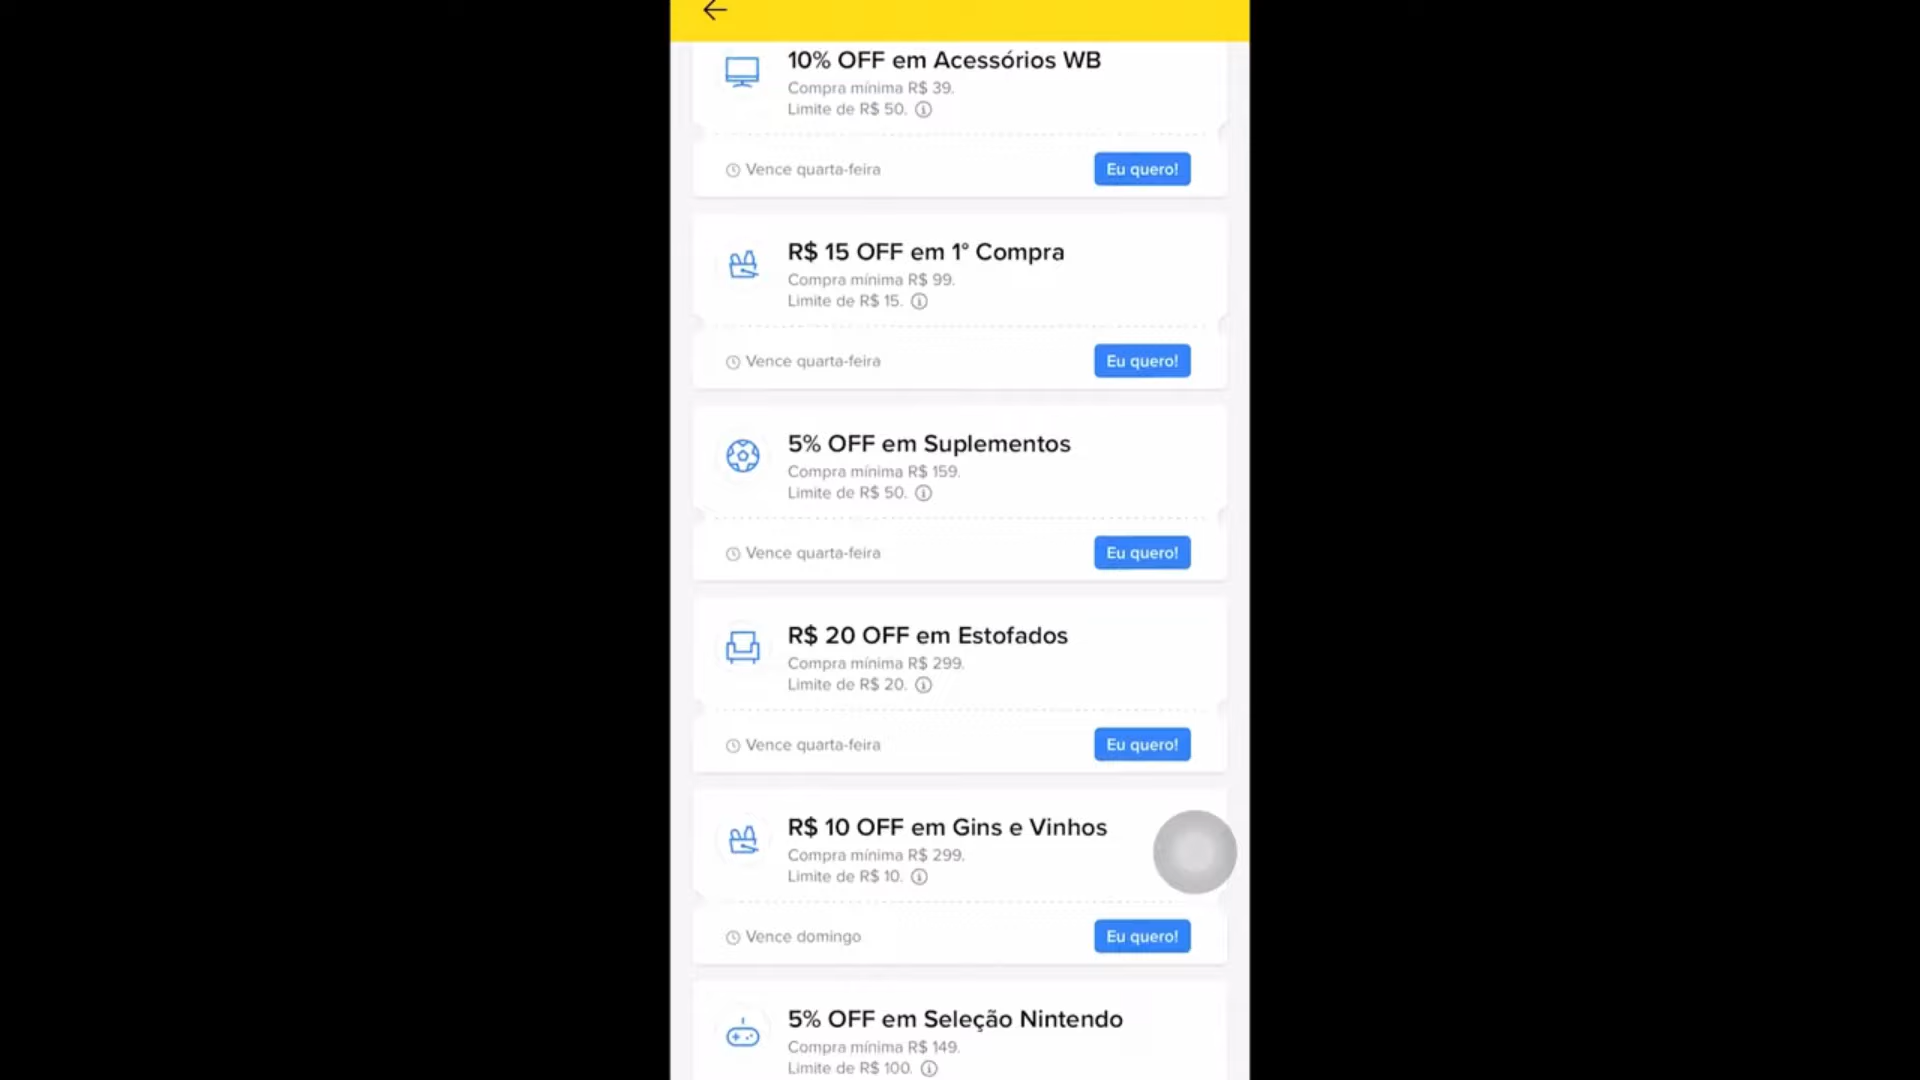 10% OFF em Acessórios WB
Compra mínima R$ 39.
Limite de R$ 50.
Vence quarta-feira
Eu quero!
R$ 15 OFF em 1° Compra
Compra mínima R$ 99.
Limite de R$ 15.
Vence quarta-feira
Eu quero!
5% OFF em Suplementos
Compra mínima R$ 159.
Limite de R$ 50.
Vence quarta-feira
Eu quero!
R$ 20 OFF em Estofados
Compra mínima R$ 299.
Limite de R$ 20.
Vence quarta-feira
Eu quero!
R$ 10 OFF em Gins e Vinhos
Compra mínima R$ 299.
Limite de R$ 10.
Vence domingo
Eu quero!
5% OFF em Seleção Nintendo
Compra mínima R$ 149.
Limite de R$ 100.